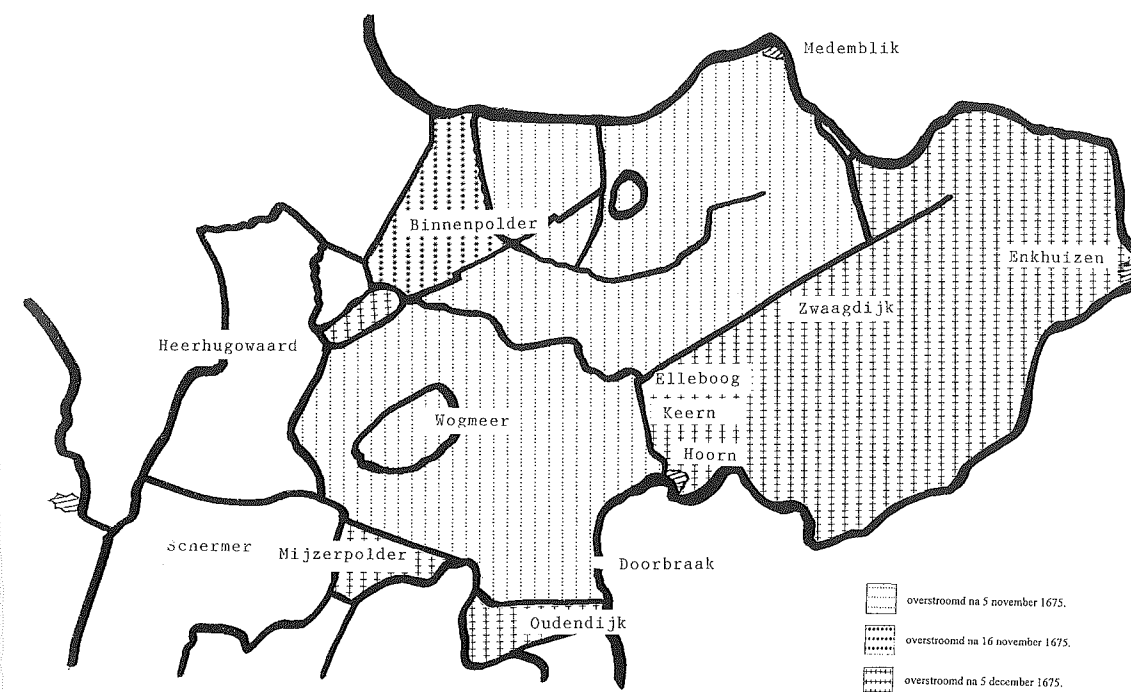 Medemblik
Binnenpolder
Enkhuizen
Zwaagdijk
Heerhugowaard
Elleboog
Keern
Wogmeer
Hoorn
Schermer
Mijzerpolder
Doorbraak
Oudendijk
overstroomd na 5 november 1675.
overstroomd na 16 november 1675.
overstroomd na 5 december 1675.